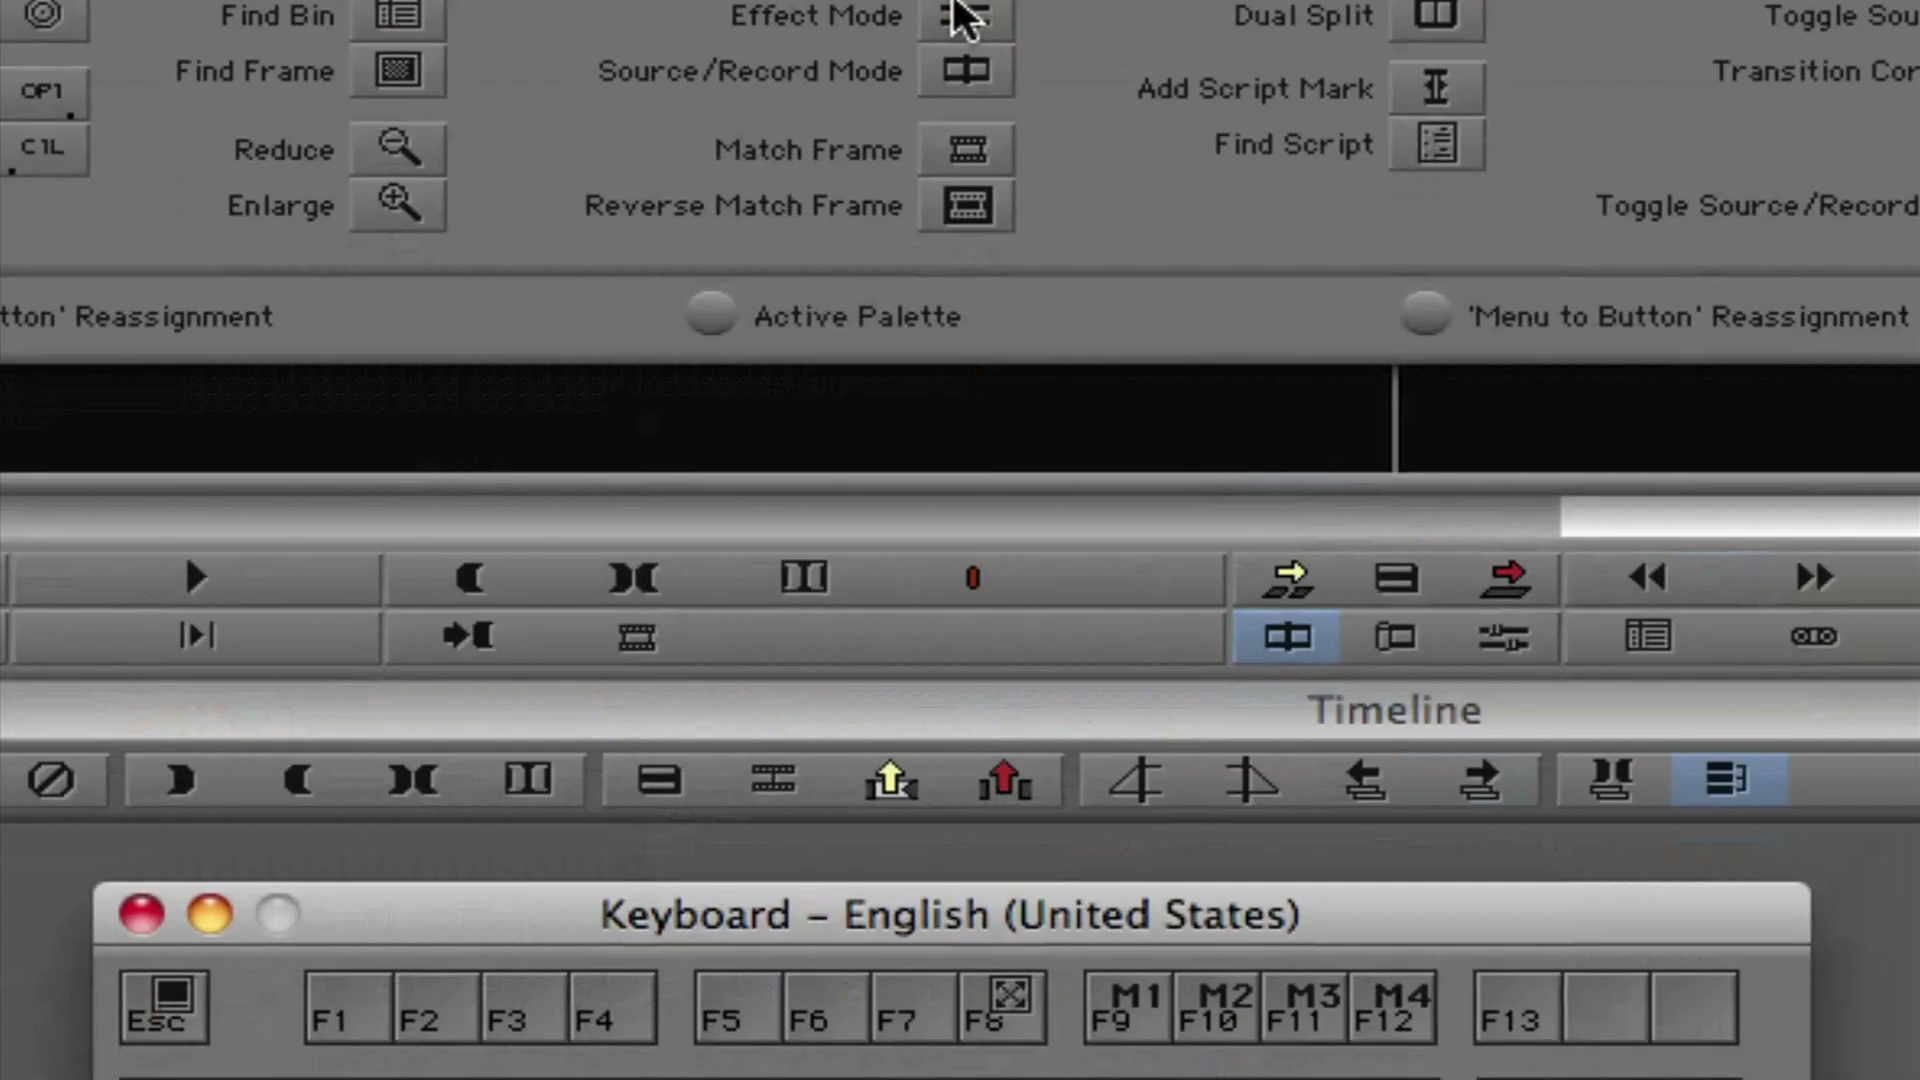 Find Bin
Effect Mode
Dual Split
Toggle Sou
Find Frame
Source/Record Mode
Transition Cor
OP1
Add Script Mark
C1L
Reduce
Match Frame
Find Script
Enlarge
Reverse Match Frame
Toggle Source/Record
tton' Reassignment
Active Palette
'Menu to Button' Reassignment
Timeline
Keyboard – English (United States)
M1 M2 M3 M4
Esc F1 F2 F3 F4 F5 F6 F7 F8 F9 F10 F11 F12 F13